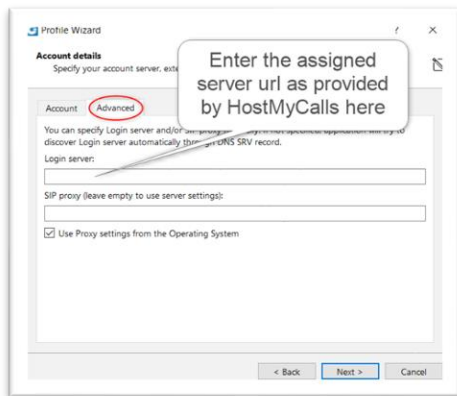 Profile Wizard
Account details
Specify your account server,
Enter the assigned
server url as provided
by HostMyCalls here
Account
Advanced
You can specify Login server and/or SIP proxy
discover Login server automatically through DNS SRV record.
Login server:
SIP proxy (leave empty to use server settings):
Use Proxy settings from the Operating System
< Back
Next >
Cancel